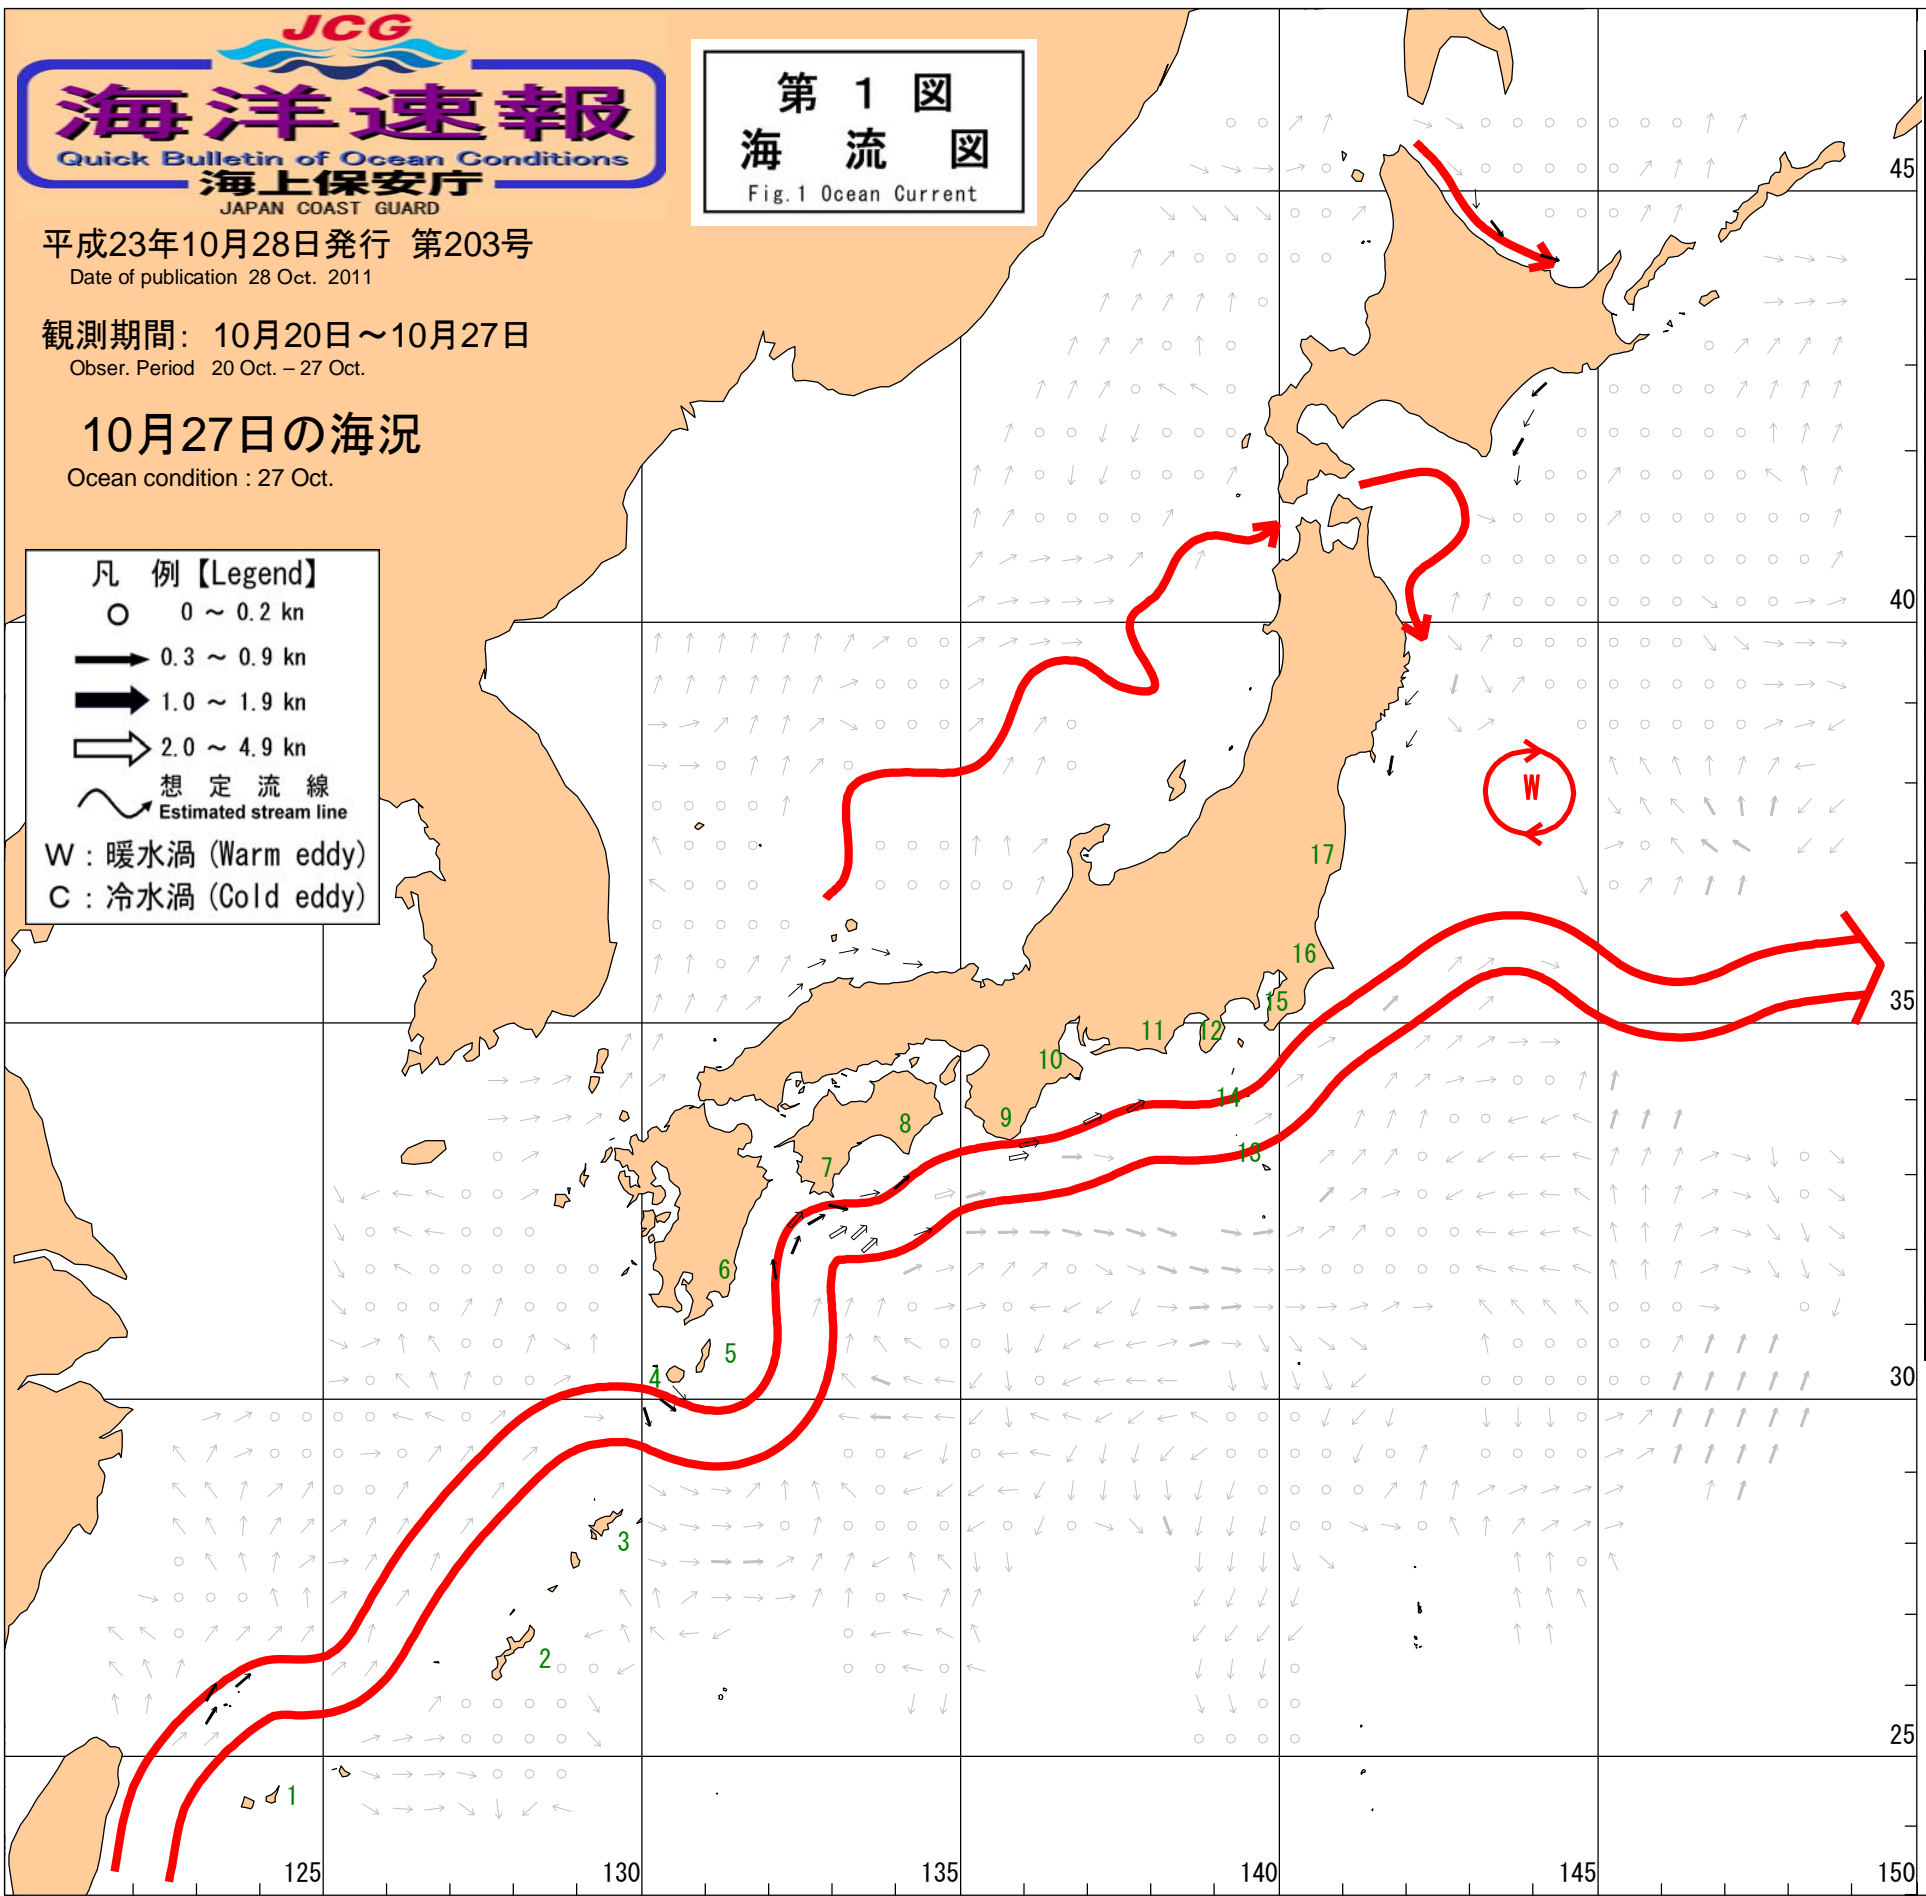 JCG
海洋速報
Quick Bulletin of Ocean Conditions
海上保安庁
JAPAN COAST GUARD
平成23年10月28日発行 第203号
Date of publication 28 Oct. 2011
観測期間: 10月20日～10月27日
Obser. Period 20 Oct. – 27 Oct.
10月27日の海況
Ocean condition : 27 Oct.
第 1 図
海 流 図
Fig.1 Ocean Current
凡 例【Legend】
0 ～ 0.2 kn
0.3 ～ 0.9 kn
1.0 ～ 1.9 kn
2.0 ～ 4.9 kn
想 定 流 線
Estimated stream line
W : 暖水渦 (Warm eddy)
C : 冷水渦 (Cold eddy)
45
40
W
17
16
35
15
12
11
10
14
9
8
13
7
6
5
4
30
3
2
25
1
125
130
135
140
145
150